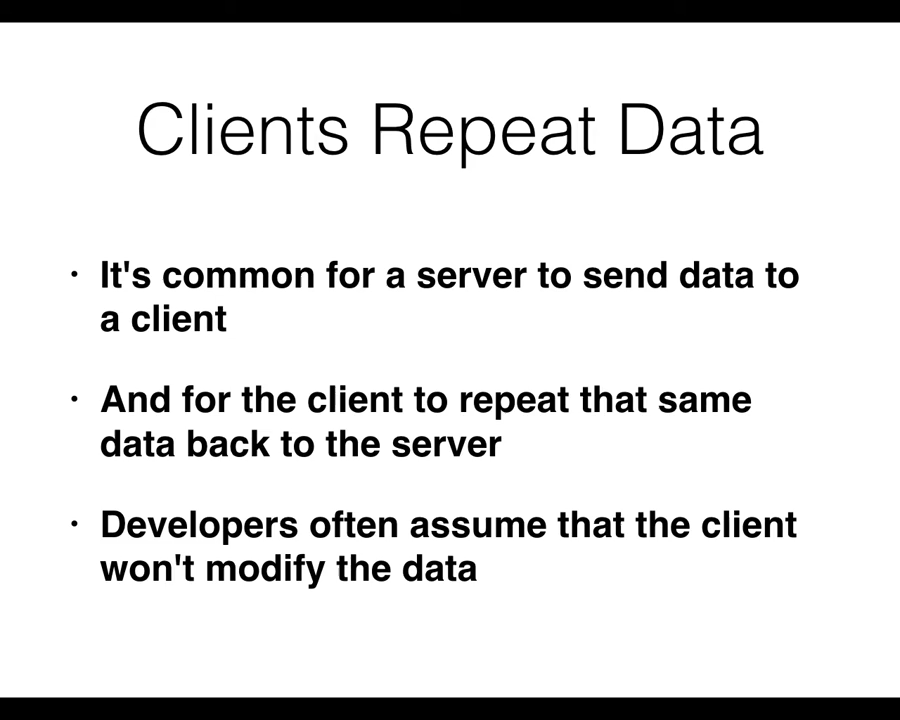 Clients Repeat Data
• It's common for a server to send data to
a client
• And for the client to repeat that same
data back to the server
• Developers often assume that the client
won't modify the data